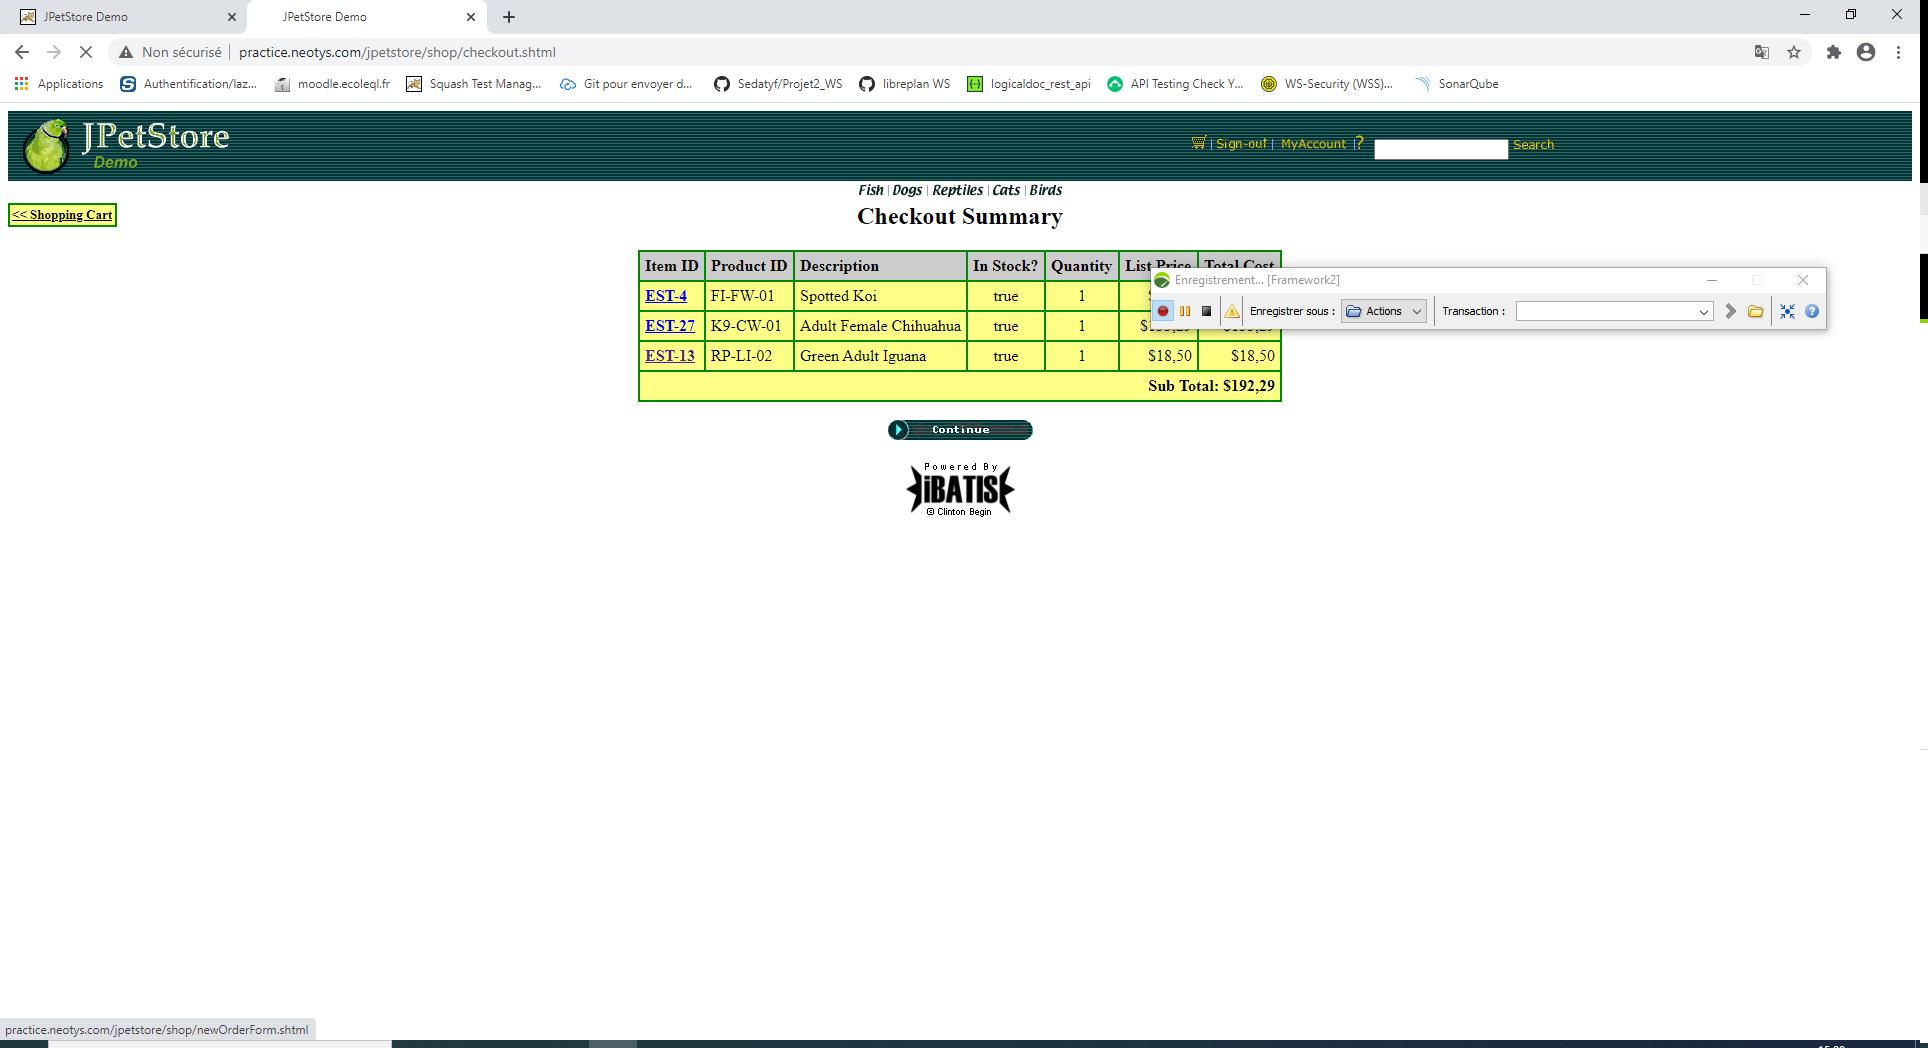 JPetStore Demo
JPetStore Demo
Non sécurisé
practice.neotys.com/jpetstore/shop/checkout.shtml
Applications
Authentification/laz...
moodle.ecoleql.fr
Squash Test Manag...
Git pour envoyer d...
Sedatyf/Projet2_WS
libreplan WS
logicaldoc_rest_api
API Testing Check Y...
WS-Security (WSS)...
SonarQube
JPetStore
Demo
| Sign-out | MyAccount | ?
Search
Fish | Dogs | Reptiles | Cats | Birds
<< Shopping Cart
Checkout Summary
Item ID Product ID Description In Stock? Quantity List Price Total Cost
Enregistrement... [Framework2]
EST-4 FI-FW-01 Spotted Koi true 1
Enregistrer sous : Actions Transaction :
EST-27 K9-CW-01 Adult Female Chihuahua true 1
EST-13 RP-LI-02 Green Adult Iguana true 1 $18,50 $18,50
Sub Total: $192,29
Continue
Powered By
iBATIS
© Clinton Begin
practice.neotys.com/jpetstore/shop/newOrderForm.shtml